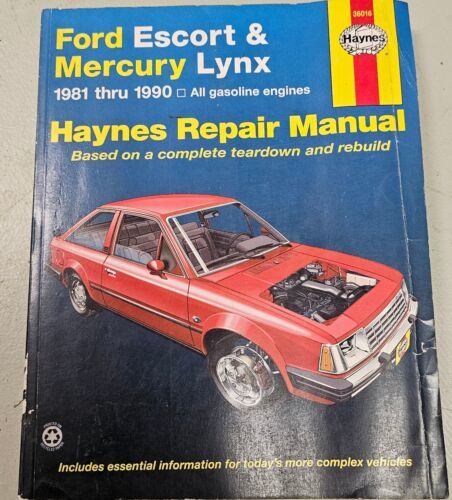 36016
Haynes
Ford Escort &
Mercury Lynx
1981 thru 1990 □ All gasoline engines
Haynes Repair Manual
Based on a complete teardown and rebuild
Includes essential information for today's more complex vehicles